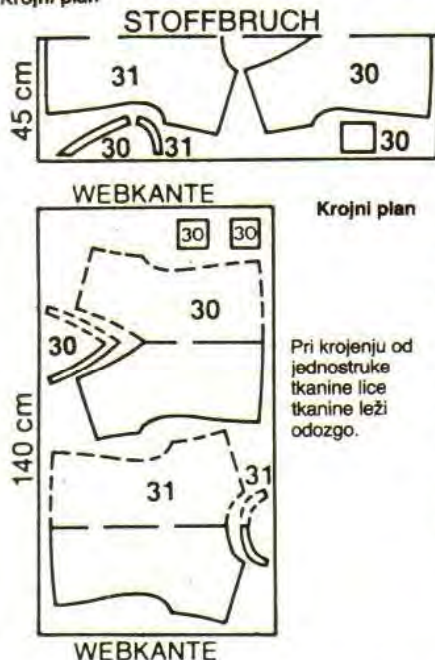 Krojni plan
STOFFBRUCH
45 cm
31
30
30
31
30
WEBKANTE
Krojni plan
140 cm
30
30
30
30
Pri krojenju od
jednostruke
tkanine lice
tkanine leži
odozgo.
31
31
WEBKANTE